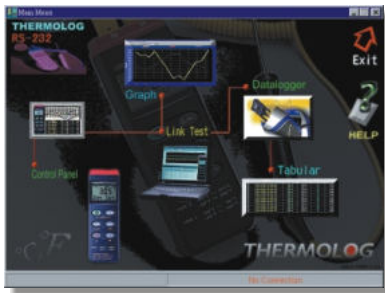 Main Menu
THERMOLOG
RS-232
Exit
Graph
Datalogger
Link Test
HELP
Control Panel
Tabular
°C °F
THERMOLOG
No Connection